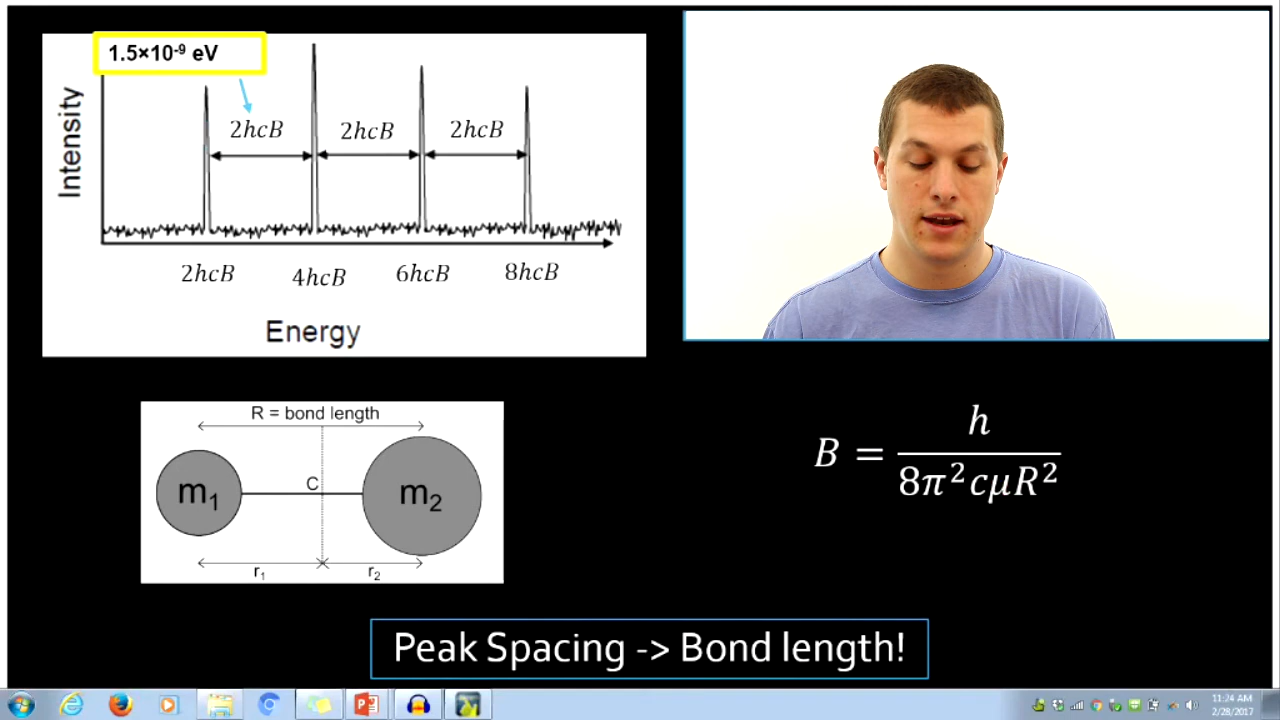 1.5×10⁻⁹ eV
Intensity
2hcB 2hcB 2hcB
2hcB 4hcB 6hcB 8hcB
Energy
R = bond length
m₁ C m₂
r₁ r₂
B = h / 8π²cμR²
Peak Spacing -> Bond length!
11:24 AM
2/28/2017